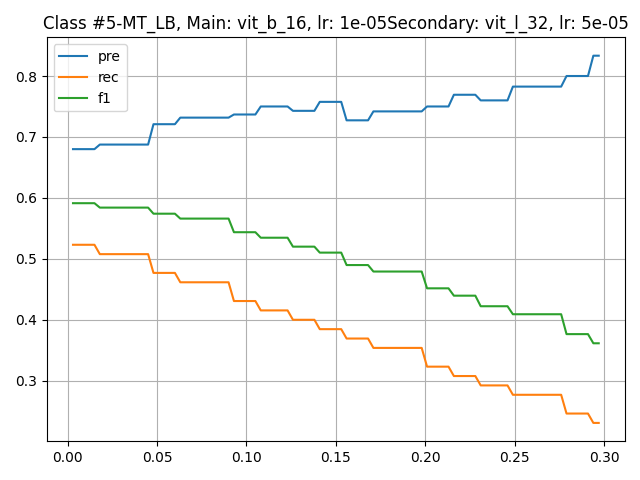 Class #5-MT_LB, Main: vit_b_16, lr: 1e-05Secondary: vit_l_32, lr: 5e-05
pre
rec
f1
0.8
0.7
0.6
0.5
0.4
0.3
0.00 0.05 0.10 0.15 0.20 0.25 0.30